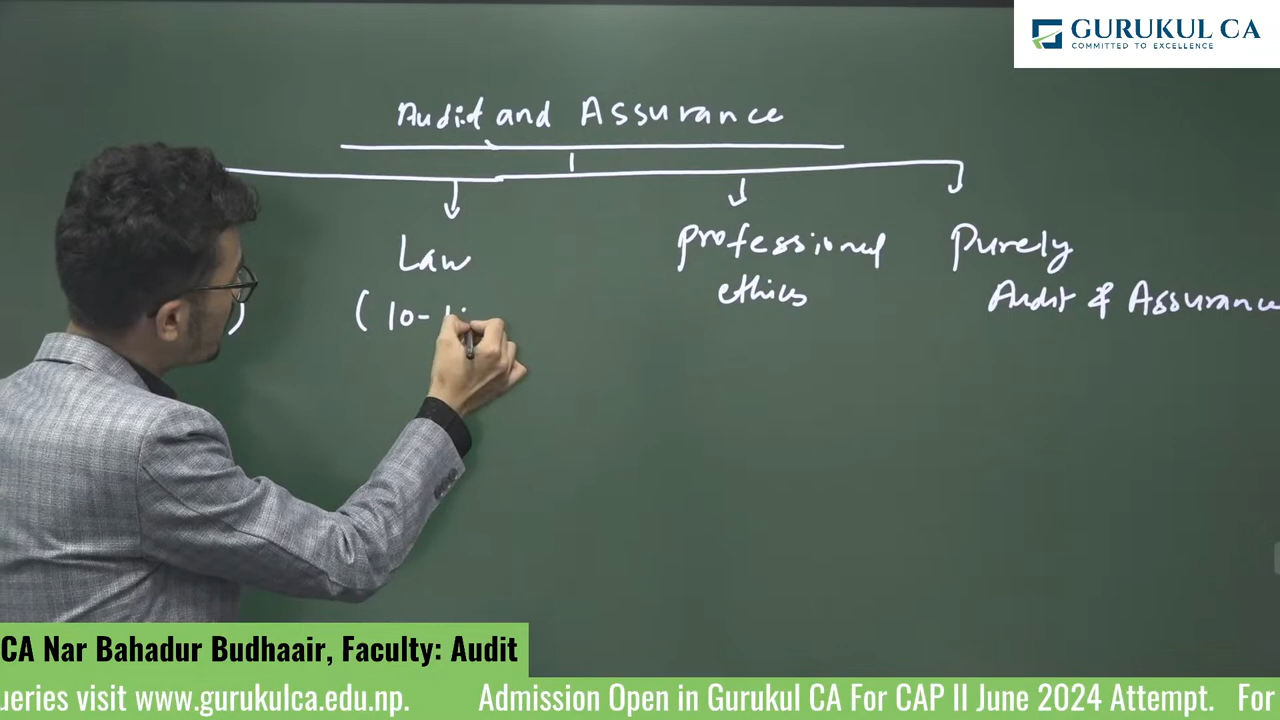 GURUKUL CA
COMMITTED TO EXCELLENCE
Audit and Assurance
Law
professional
ethics
Purely
Audit & Assurance
)
( 10-
CA Nar Bahadur Budhaair, Faculty: Audit
ueries visit www.gurukulca.edu.np. Admission Open in Gurukul CA For CAP II June 2024 Attempt. For